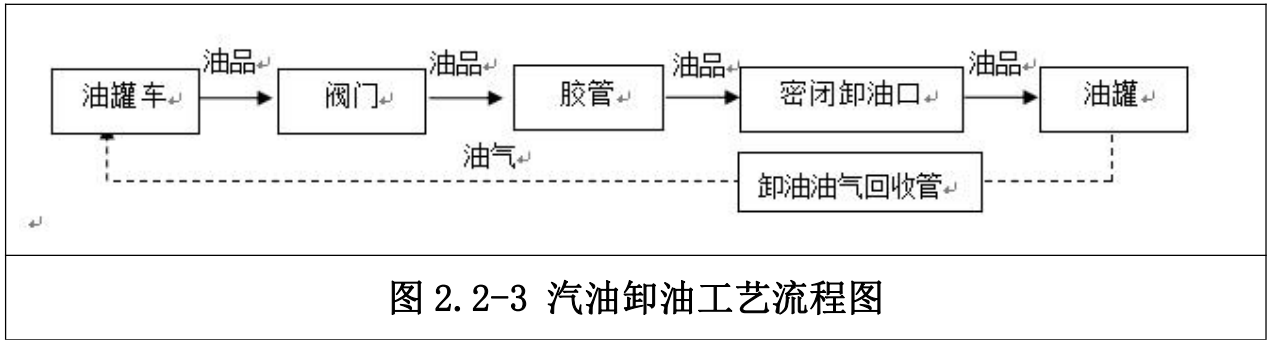 油品 油品 油品 油品
油罐车 阀门 胶管 密闭卸油口 油罐
油气
卸油油气回收管
图 2.2-3 汽油卸油工艺流程图